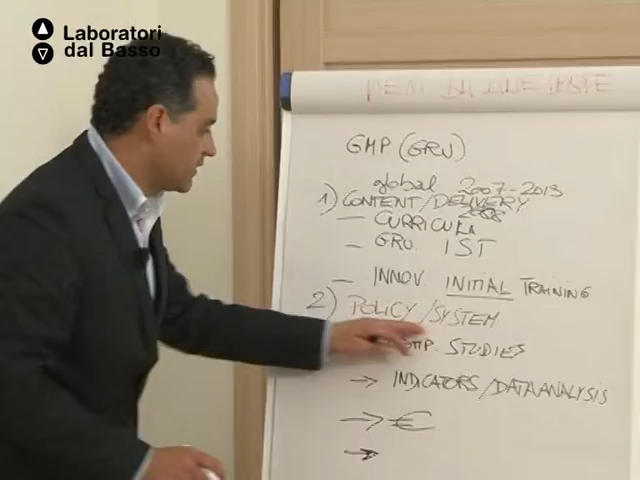 Laboratori
dal Basso
GMP (GRU)
global 2007-2013
1) CONTENT/DELIVERY
2008
— CURRICULA
— GRU. IST
— INNOV INITIAL TRAINING
2) POLICY/SYSTEM
STUDIES
→ INDICATORS/DATA ANALYSIS
→ €
→